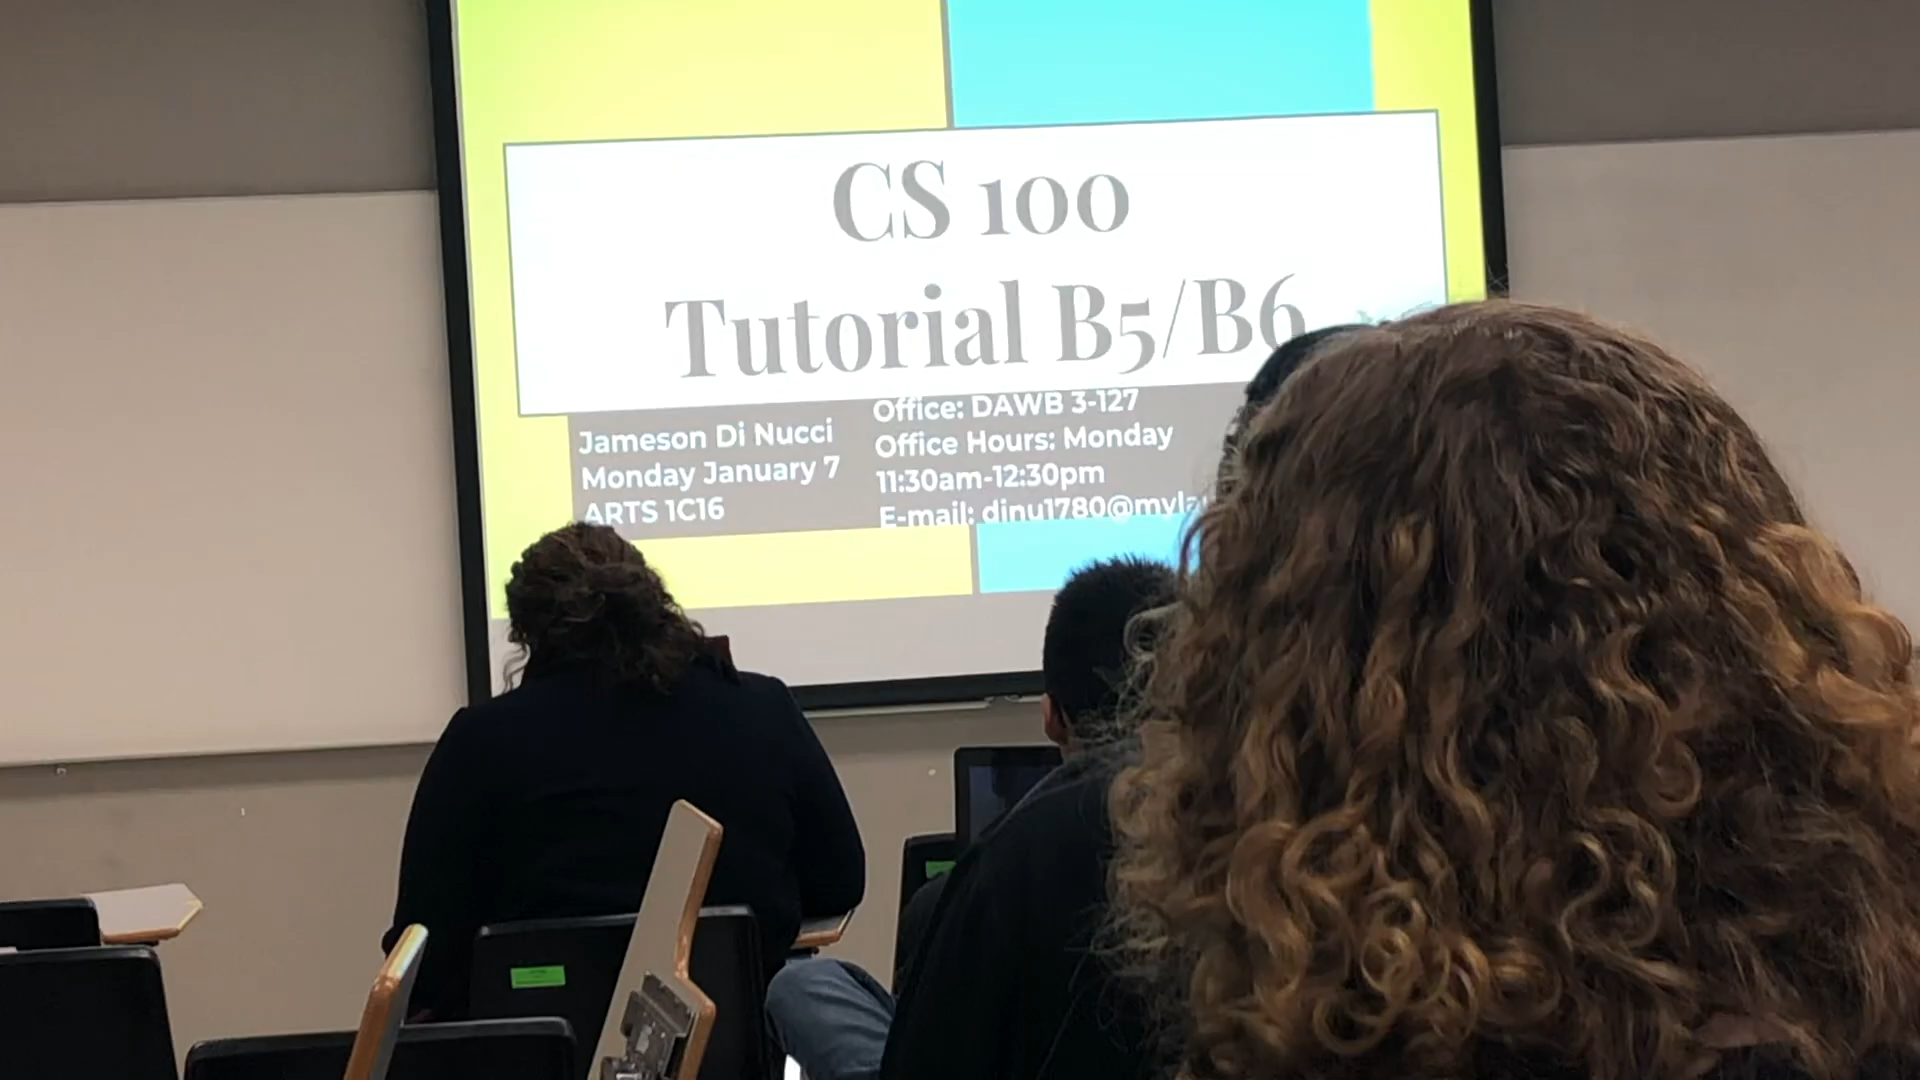 CS 100
Tutorial B5/B6
Jameson Di Nucci
Monday January 7
ARTS 1C16
Office: DAWB 3-127
Office Hours: Monday
11:30am-12:30pm
E-mail: